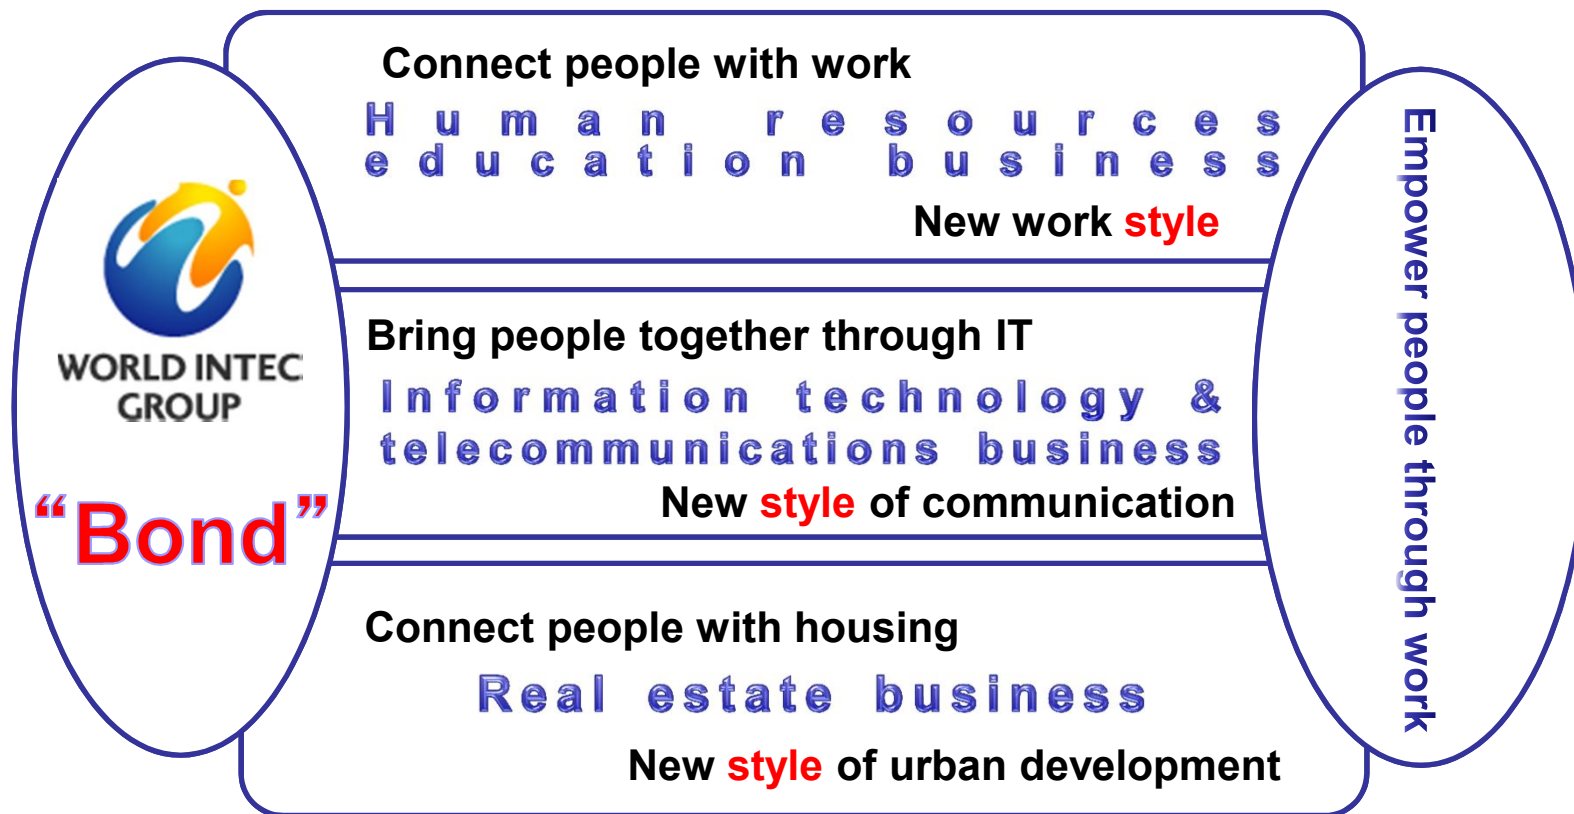 Connect people with work
Human resources
education business
New work style
WORLD INTEC
GROUP
“Bond”
Bring people together through IT
Information technology &
telecommunications business
New style of communication
Connect people with housing
Real estate business
New style of urban development
Empower people through work